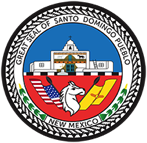 GREAT SEAL OF SANTO DOMINGO PUEBLO
NEW MEXICO